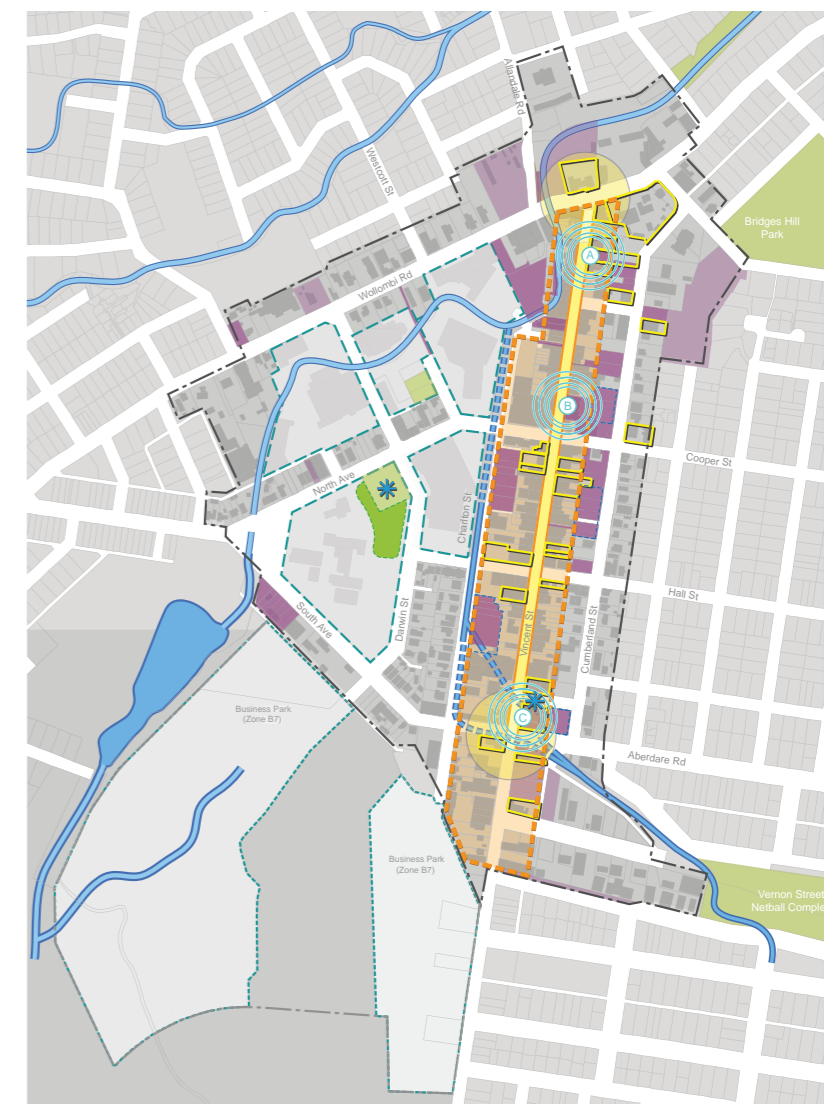 Allandale Rd
Westcott St
Bridges Hill
Park
A
Wollombi Rd
B
Cooper St
North Ave
Charlton St
Hall St
Darwin St
South Ave
Vincent St
Cumberland St
Business Park
(Zone B7)
C
Aberdare Rd
Business Park
(Zone B7)
Vernon Street
Netball Comple